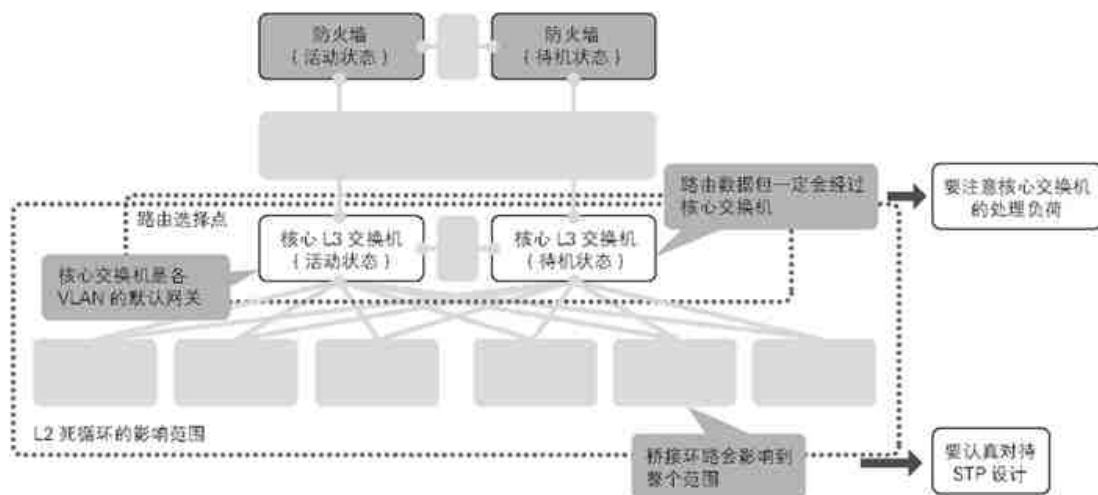 防火墙
（活动状态）
防火墙
（待机状态）
路由数据包一定会经过
核心交换机
要注意核心交换机
的处理负荷
路由选择点
核心 L3 交换机
（活动状态）
核心 L3 交换机
（待机状态）
核心交换机是各
VLAN 的默认网关
L2 死循环的影响范围
桥接环路会影响到
整个范围
要认真对待
STP 设计